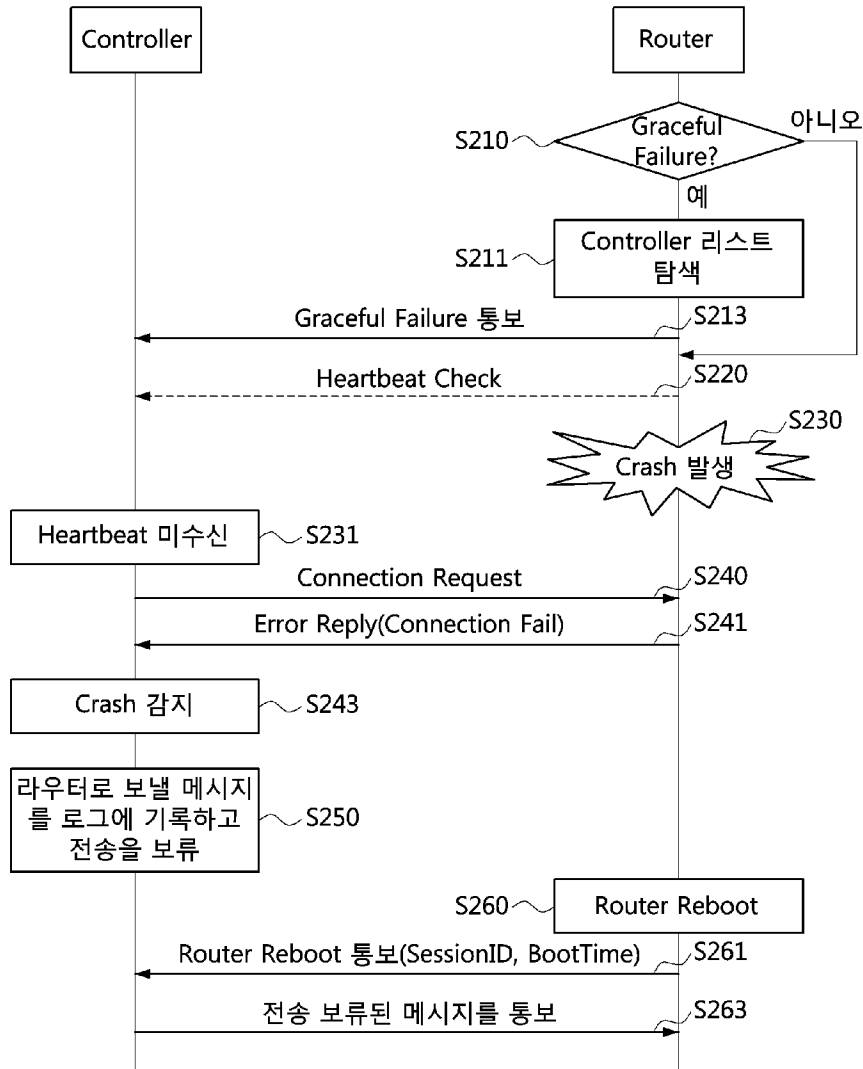 Controller
Router
아니오
S210
Graceful
Failure?
예
S211
Controller 리스트
탐색
Graceful Failure 통보
S213
Heartbeat Check
S220
S230
Crash 발생
Heartbeat 미수신
S231
Connection Request
S240
Error Reply(Connection Fail)
S241
Crash 감지
S243
라우터로 보낼 메시지
를 로그에 기록하고
전송을 보류
S250
S260
Router Reboot
Router Reboot 통보(SessionID, BootTime)
S261
전송 보류된 메시지를 통보
S263